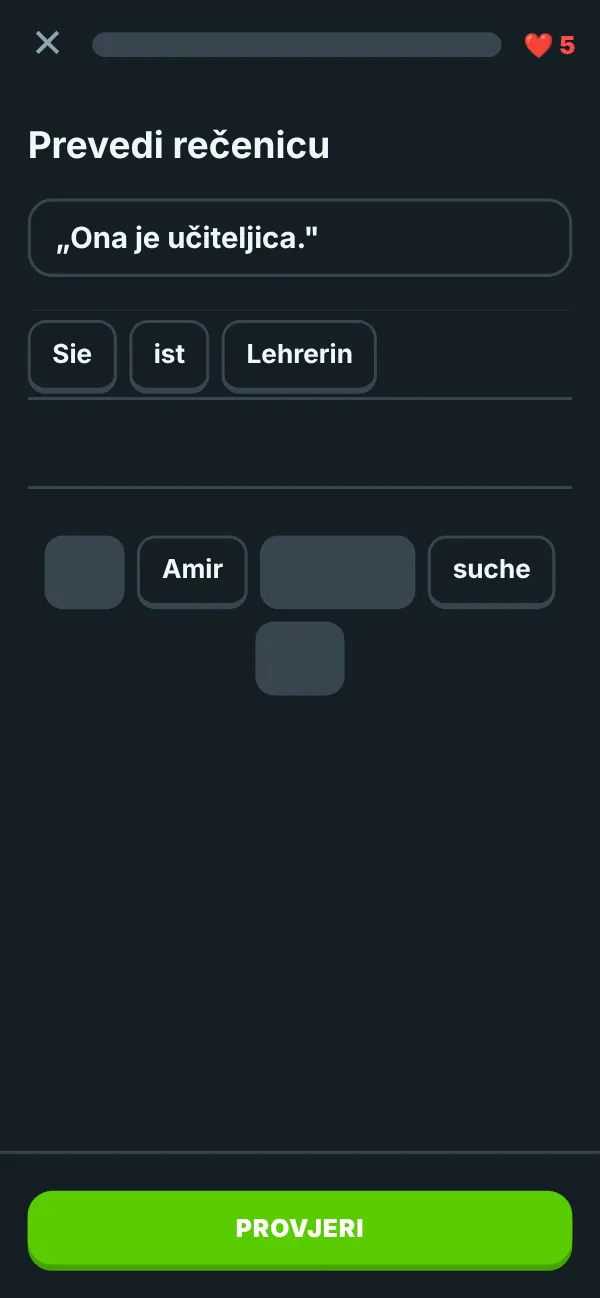 ✕ ❤️ 5
Prevedi rečenicu
„Ona je učiteljica."
Sie ist Lehrerin
Amir suche
PROVJERI